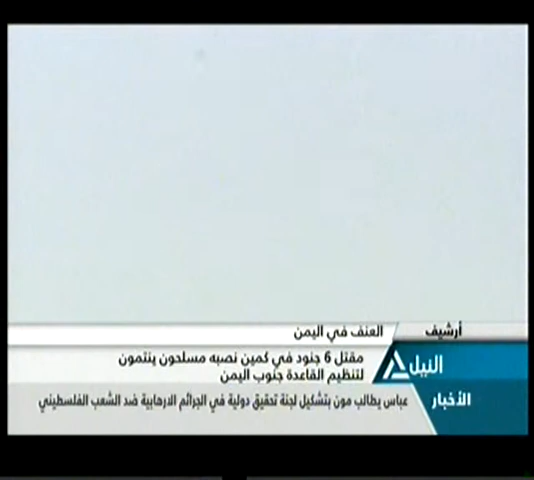 أرشيف
العنف في اليمن
النيل
مقتل 6 جنود في كمين نصبه مسلحون ينتمون
لتنظيم القاعدة جنوب اليمن
الأخبار
عباس يطالب مون بتشكيل لجنة تحقيق دولية في الجرائم الارهابية ضد الشعب الفلسطيني